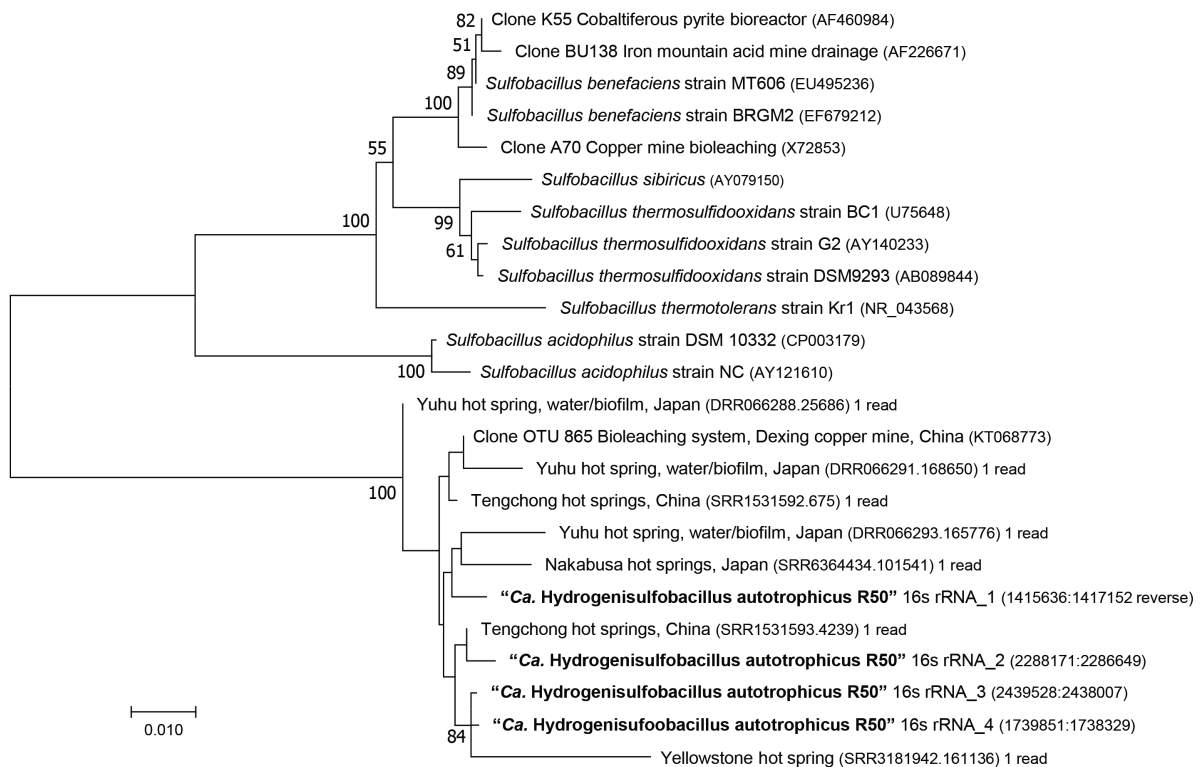 82 Clone K55 Cobaltiferous pyrite bioreactor (AF460984)
51 Clone BU138 Iron mountain acid mine drainage (AF226671)
89 Sulfobacillus benefaciens strain MT606 (EU495236)
100 Sulfobacillus benefaciens strain BRGM2 (EF679212)
55 Clone A70 Copper mine bioleaching (X72853)
Sulfobacillus sibiricus (AY079150)
100 99 Sulfobacillus thermosulfidooxidans strain BC1 (U75648)
61 Sulfobacillus thermosulfidooxidans strain G2 (AY140233)
Sulfobacillus thermosulfidooxidans strain DSM9293 (AB089844)
Sulfobacillus thermotolerans strain Kr1 (NR_043568)
Sulfobacillus acidophilus strain DSM 10332 (CP003179)
100 Sulfobacillus acidophilus strain NC (AY121610)
Yuhu hot spring, water/biofilm, Japan (DRR066288.25686) 1 read
Clone OTU 865 Bioleaching system, Dexing copper mine, China (KT068773)
Yuhu hot spring, water/biofilm, Japan (DRR066291.168650) 1 read
100 Tengchong hot springs, China (SRR1531592.675) 1 read
Yuhu hot spring, water/biofilm, Japan (DRR066293.165776) 1 read
Nakabusa hot springs, Japan (SRR6364434.101541) 1 read
“Ca. Hydrogenisulfobacillus autotrophicus R50” 16s rRNA_1 (1415636:1417152 reverse)
Tengchong hot springs, China (SRR1531593.4239) 1 read
“Ca. Hydrogenisulfobacillus autotrophicus R50” 16s rRNA_2 (2288171:2286649)
“Ca. Hydrogenisulfobacillus autotrophicus R50” 16s rRNA_3 (2439528:2438007)
“Ca. Hydrogenisufoobacillus autotrophicus R50” 16s rRNA_4 (1739851:1738329)
84 Yellowstone hot spring (SRR3181942.161136) 1 read
0.010